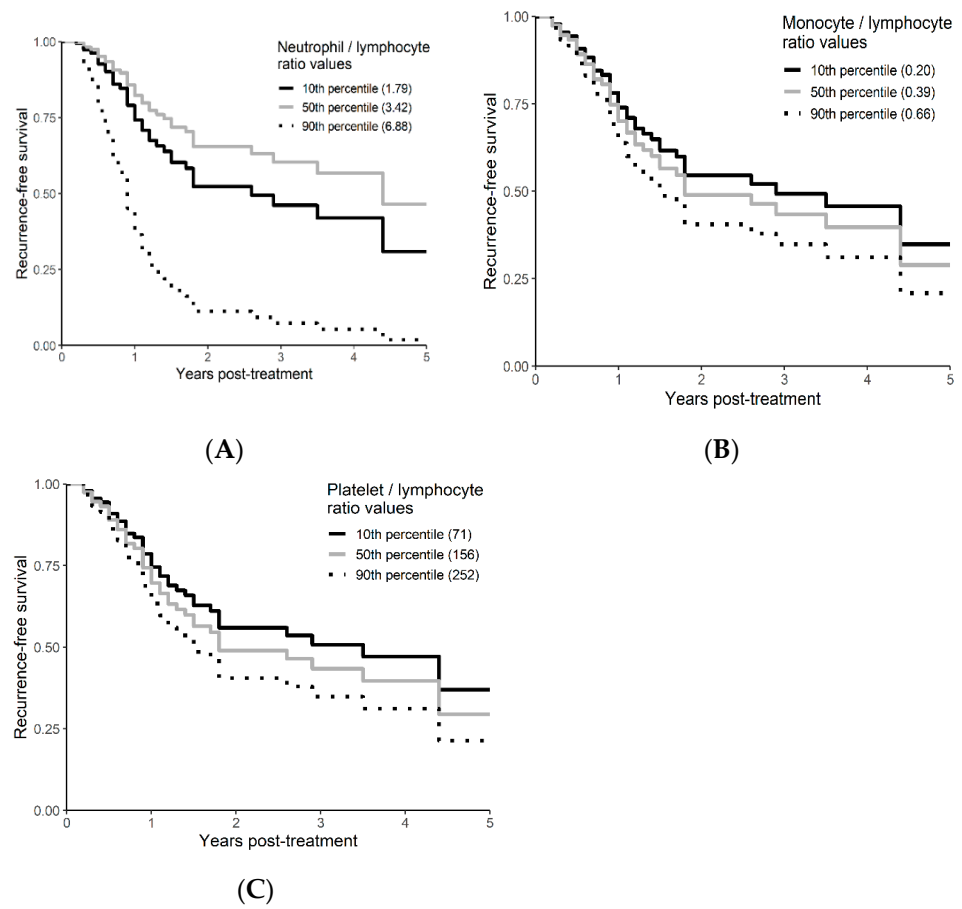 Neutrophil / lymphocyte
ratio values
10th percentile (1.79)
50th percentile (3.42)
90th percentile (6.88)
Recurrence-free survival
1.00
0.75
0.50
0.25
0.00
0 1 2 3 4 5
Years post-treatment
(A)
Monocyte / lymphocyte
ratio values
10th percentile (0.20)
50th percentile (0.39)
90th percentile (0.66)
Recurrence-free survival
1.00
0.75
0.50
0.25
0.00
0 1 2 3 4 5
Years post-treatment
(B)
Platelet / lymphocyte
ratio values
10th percentile (71)
50th percentile (156)
90th percentile (252)
Recurrence-free survival
1.00
0.75
0.50
0.25
0.00
0 1 2 3 4 5
Years post-treatment
(C)